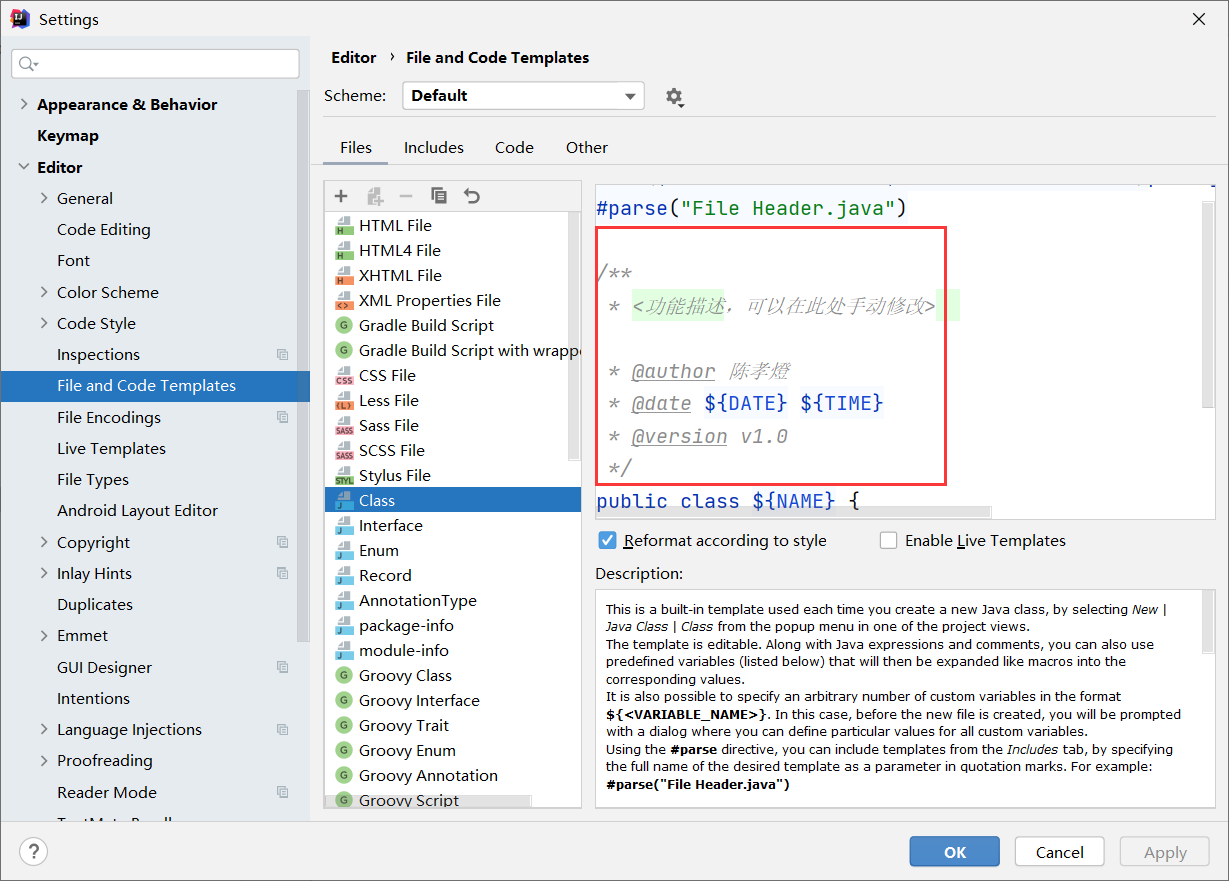 Settings
Appearance & Behavior
Keymap
Editor
General
Code Editing
Font
Color Scheme
Code Style
Inspections
File and Code Templates
File Encodings
Live Templates
File Types
Android Layout Editor
Copyright
Inlay Hints
Duplicates
Emmet
GUI Designer
Intentions
Language Injections
Proofreading
Reader Mode
Editor › File and Code Templates
Scheme: Default
Files Includes Code Other
HTML File
HTML4 File
XHTML File
XML Properties File
Gradle Build Script
Gradle Build Script with wrappe
CSS File
Less File
Sass File
SCSS File
Stylus File
Class
Interface
Enum
Record
AnnotationType
package-info
module-info
Groovy Class
Groovy Interface
Groovy Trait
Groovy Enum
Groovy Annotation
Groovy Script
#parse("File Header.java")
/**
* <功能描述，可以在此处手动修改>
* @author 陈孝燈
* @date ${DATE} ${TIME}
* @version v1.0
*/
public class ${NAME} {
Reformat according to style Enable Live Templates
Description:
This is a built-in template used each time you create a new Java class, by selecting New |
Java Class | Class from the popup menu in one of the project views.
The template is editable. Along with Java expressions and comments, you can also use
predefined variables (listed below) that will then be expanded like macros into the
corresponding values.
It is also possible to specify an arbitrary number of custom variables in the format
${<VARIABLE_NAME>}. In this case, before the new file is created, you will be prompted
with a dialog where you can define particular values for all custom variables.
Using the #parse directive, you can include templates from the Includes tab, by specifying
the full name of the desired template as a parameter in quotation marks. For example:
#parse("File Header.java")
?
OK Cancel Apply